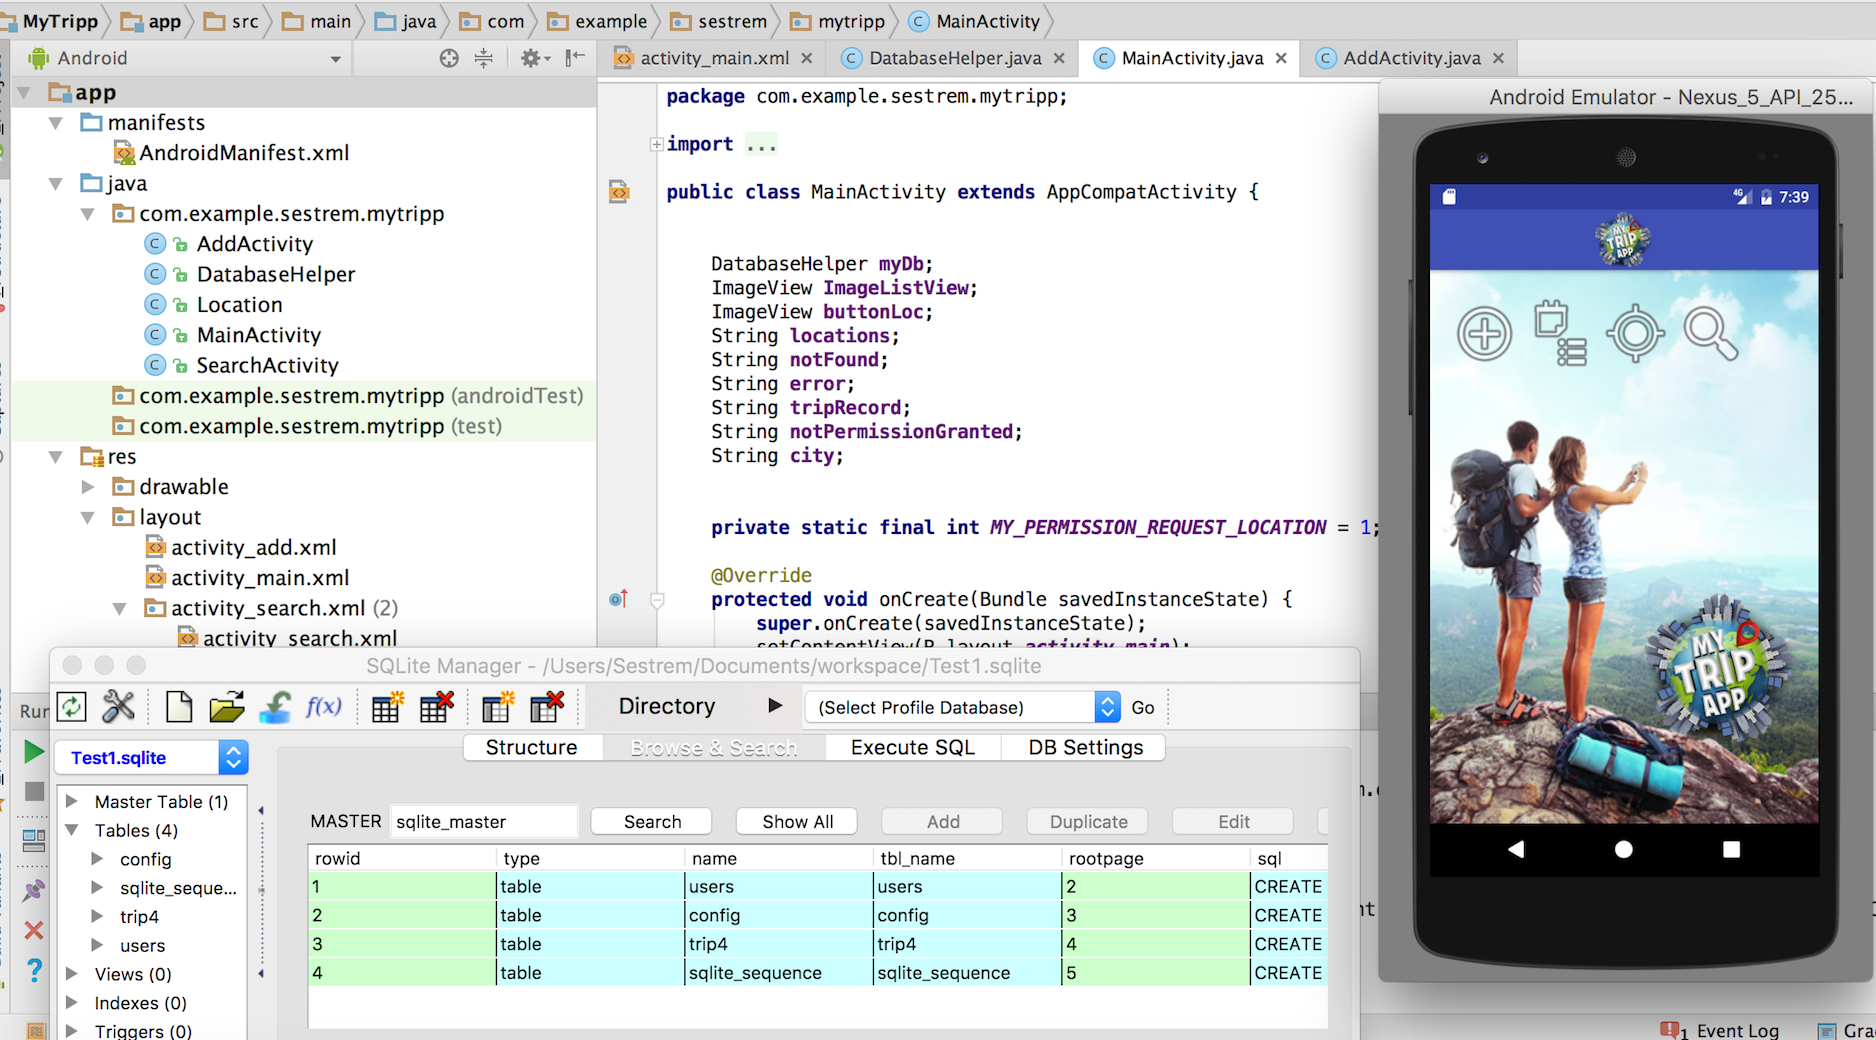 MyTripp app src main java com example sestrem mytripp MainActivity
Android
activity_main.xml DatabaseHelper.java MainActivity.java AddActivity.java
app
manifests
AndroidManifest.xml
java
com.example.sestrem.mytripp
AddActivity
DatabaseHelper
Location
MainActivity
SearchActivity
com.example.sestrem.mytripp (androidTest)
com.example.sestrem.mytripp (test)
res
drawable
layout
activity_add.xml
activity_main.xml
activity_search.xml (2)
activity_search.xml
package com.example.sestrem.mytripp;
import ...
public class MainActivity extends AppCompatActivity {
DatabaseHelper myDb;
ImageView ImageListView;
ImageView buttonLoc;
String locations;
String notFound;
String error;
String tripRecord;
String notPermissionGranted;
String city;
private static final int MY_PERMISSION_REQUEST_LOCATION = 1;
@Override
protected void onCreate(Bundle savedInstanceState) {
super.onCreate(savedInstanceState);
setContentView(R.layout.activity_main);
Android Emulator - Nexus_5_API_25...
4G 7:39
MY
TRIP
APP
MY
TRIP
APP
Run
SQLite Manager - /Users/Sestrem/Documents/workspace/Test1.sqlite
f(x) Directory (Select Profile Database) Go
Test1.sqlite
Structure Browse & Search Execute SQL DB Settings
Master Table (1)
Tables (4)
config
sqlite_seque...
trip4
users
Views (0)
Indexes (0)
Triggers (0)
MASTER sqlite_master Search Show All Add Duplicate Edit
rowid type name tbl_name rootpage sql
1 table users users 2 CREATE
2 table config config 3 CREATE
3 table trip4 trip4 4 CREATE
4 table sqlite_sequence sqlite_sequence 5 CREATE
1 Event Log Gra